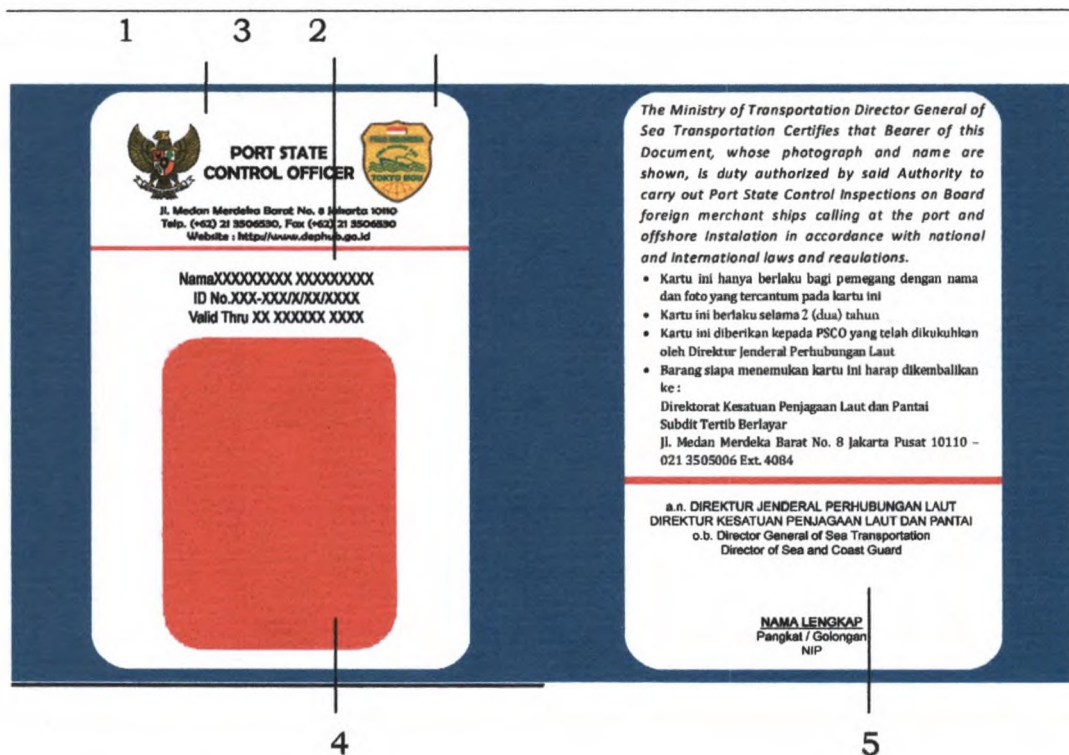 1 3 2
PORT STATE
CONTROL OFFICER
TOKYO MOU
Jl. Medan Merdeka Barat No. 8 Jakarta 10110
Telp. (+62) 21 3506530, Fax (+62) 21 3506530
Website : http://www.dephub.go.id
NamaXXXXXXXXX XXXXXXXXX
ID No.XXX-XXX/X/XX/XXXX
Valid Thru XX XXXXXX XXXX
4
The Ministry of Transportation Director General of
Sea Transportation Certifies that Bearer of this
Document, whose photograph and name are
shown, is duty authorized by said Authority to
carry out Port State Control Inspections on Board
foreign merchant ships calling at the port and
offshore Instalation in accordance with national
and International laws and regulations.
• Kartu ini hanya berlaku bagi pemegang dengan nama
dan foto yang tercantum pada kartu ini
• Kartu ini berlaku selama 2 (dua) tahun
• Kartu ini diberikan kepada PSCO yang telah dikukuhkan
oleh Direktur Jenderal Perhubungan Laut
• Barang siapa menemukan kartu ini harap dikembalikan
ke :
Direktorat Kesatuan Penjagaan Laut dan Pantai
Subdit Tertib Berlayar
Jl. Medan Merdeka Barat No. 8 Jakarta Pusat 10110 –
021 3505006 Ext. 4084
a.n. DIREKTUR JENDERAL PERHUBUNGAN LAUT
DIREKTUR KESATUAN PENJAGAAN LAUT DAN PANTAI
o.b. Director General of Sea Transportation
Director of Sea and Coast Guard
NAMA LENGKAP
Pangkat / Golongan
NIP
5